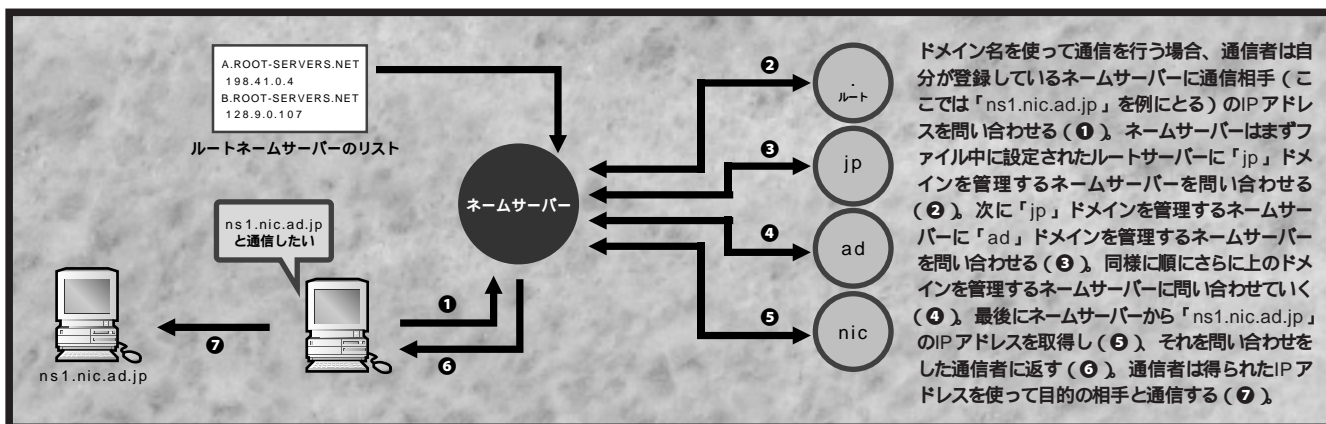 A.ROOT-SERVERS.NET
198.41.0.4
B.ROOT-SERVERS.NET
128.9.0.107
ルートネームサーバーのリスト
ns1.nic.ad.jp
と通信したい
ns1.nic.ad.jp
❼
❶
❻
ネームサーバー
❷
❸
❹
❺
.
ルート
jp
ad
nic
ドメイン名を使って通信を行う場合、通信者は自
分が登録しているネームサーバーに通信相手（こ
こでは「ns1.nic.ad.jp」を例にとる）のIPアドレ
スを問い合わせる（❶）。ネームサーバーはまずフ
ァイル中に設定されたルートサーバーに「jp」ドメ
インを管理するネームサーバーを問い合わせる
（❷）。次に「jp」ドメインを管理するネームサー
バーに「ad」ドメインを管理するネームサーバー
を問い合わせる（❸）。同様に順にさらに上のドメ
インを管理するネームサーバーに問い合わせていく
（❹）。最後にネームサーバーから「ns1.nic.ad.jp」
のIPアドレスを取得し（❺）、それを問い合わせを
した通信者に返す（❻）。通信者は得られたIPア
ドレスを使って目的の相手と通信する（❼）。